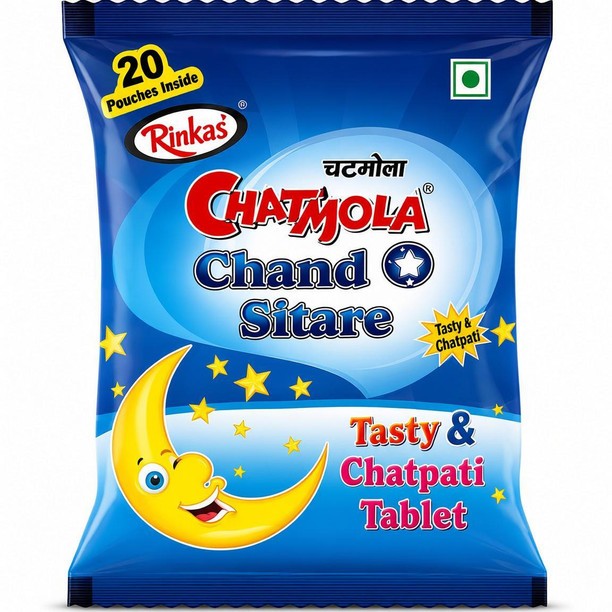 20
Pouches Inside
Rinkas'
®
चटमोला
CHATMOLA®
Chand
Sitare
Tasty &
Chatpati
Tasty &
Chatpati
Tablet